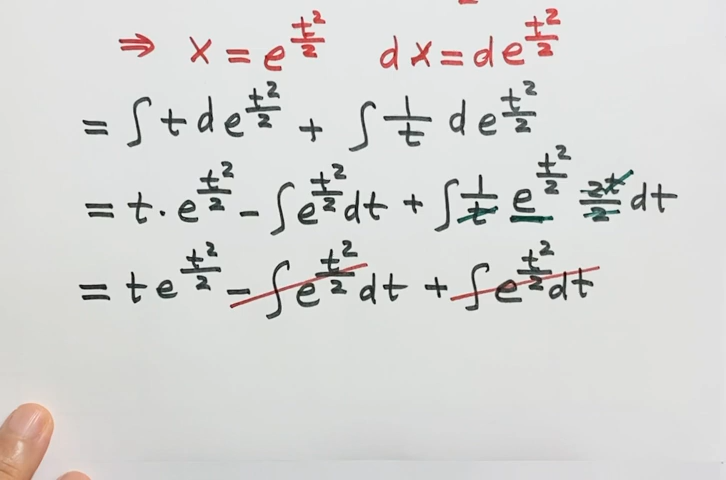 ⇒ x = e^(t²/2) dx = de^(t²/2)
= ∫ t de^(t²/2) + ∫ 1/t de^(t²/2)
= t · e^(t²/2) - ∫ e^(t²/2) dt + ∫ 1/t e^(t²/2) 2t/2 dt
= te^(t²/2) - ∫ e^(t²/2) dt + ∫ e^(t²/2) dt